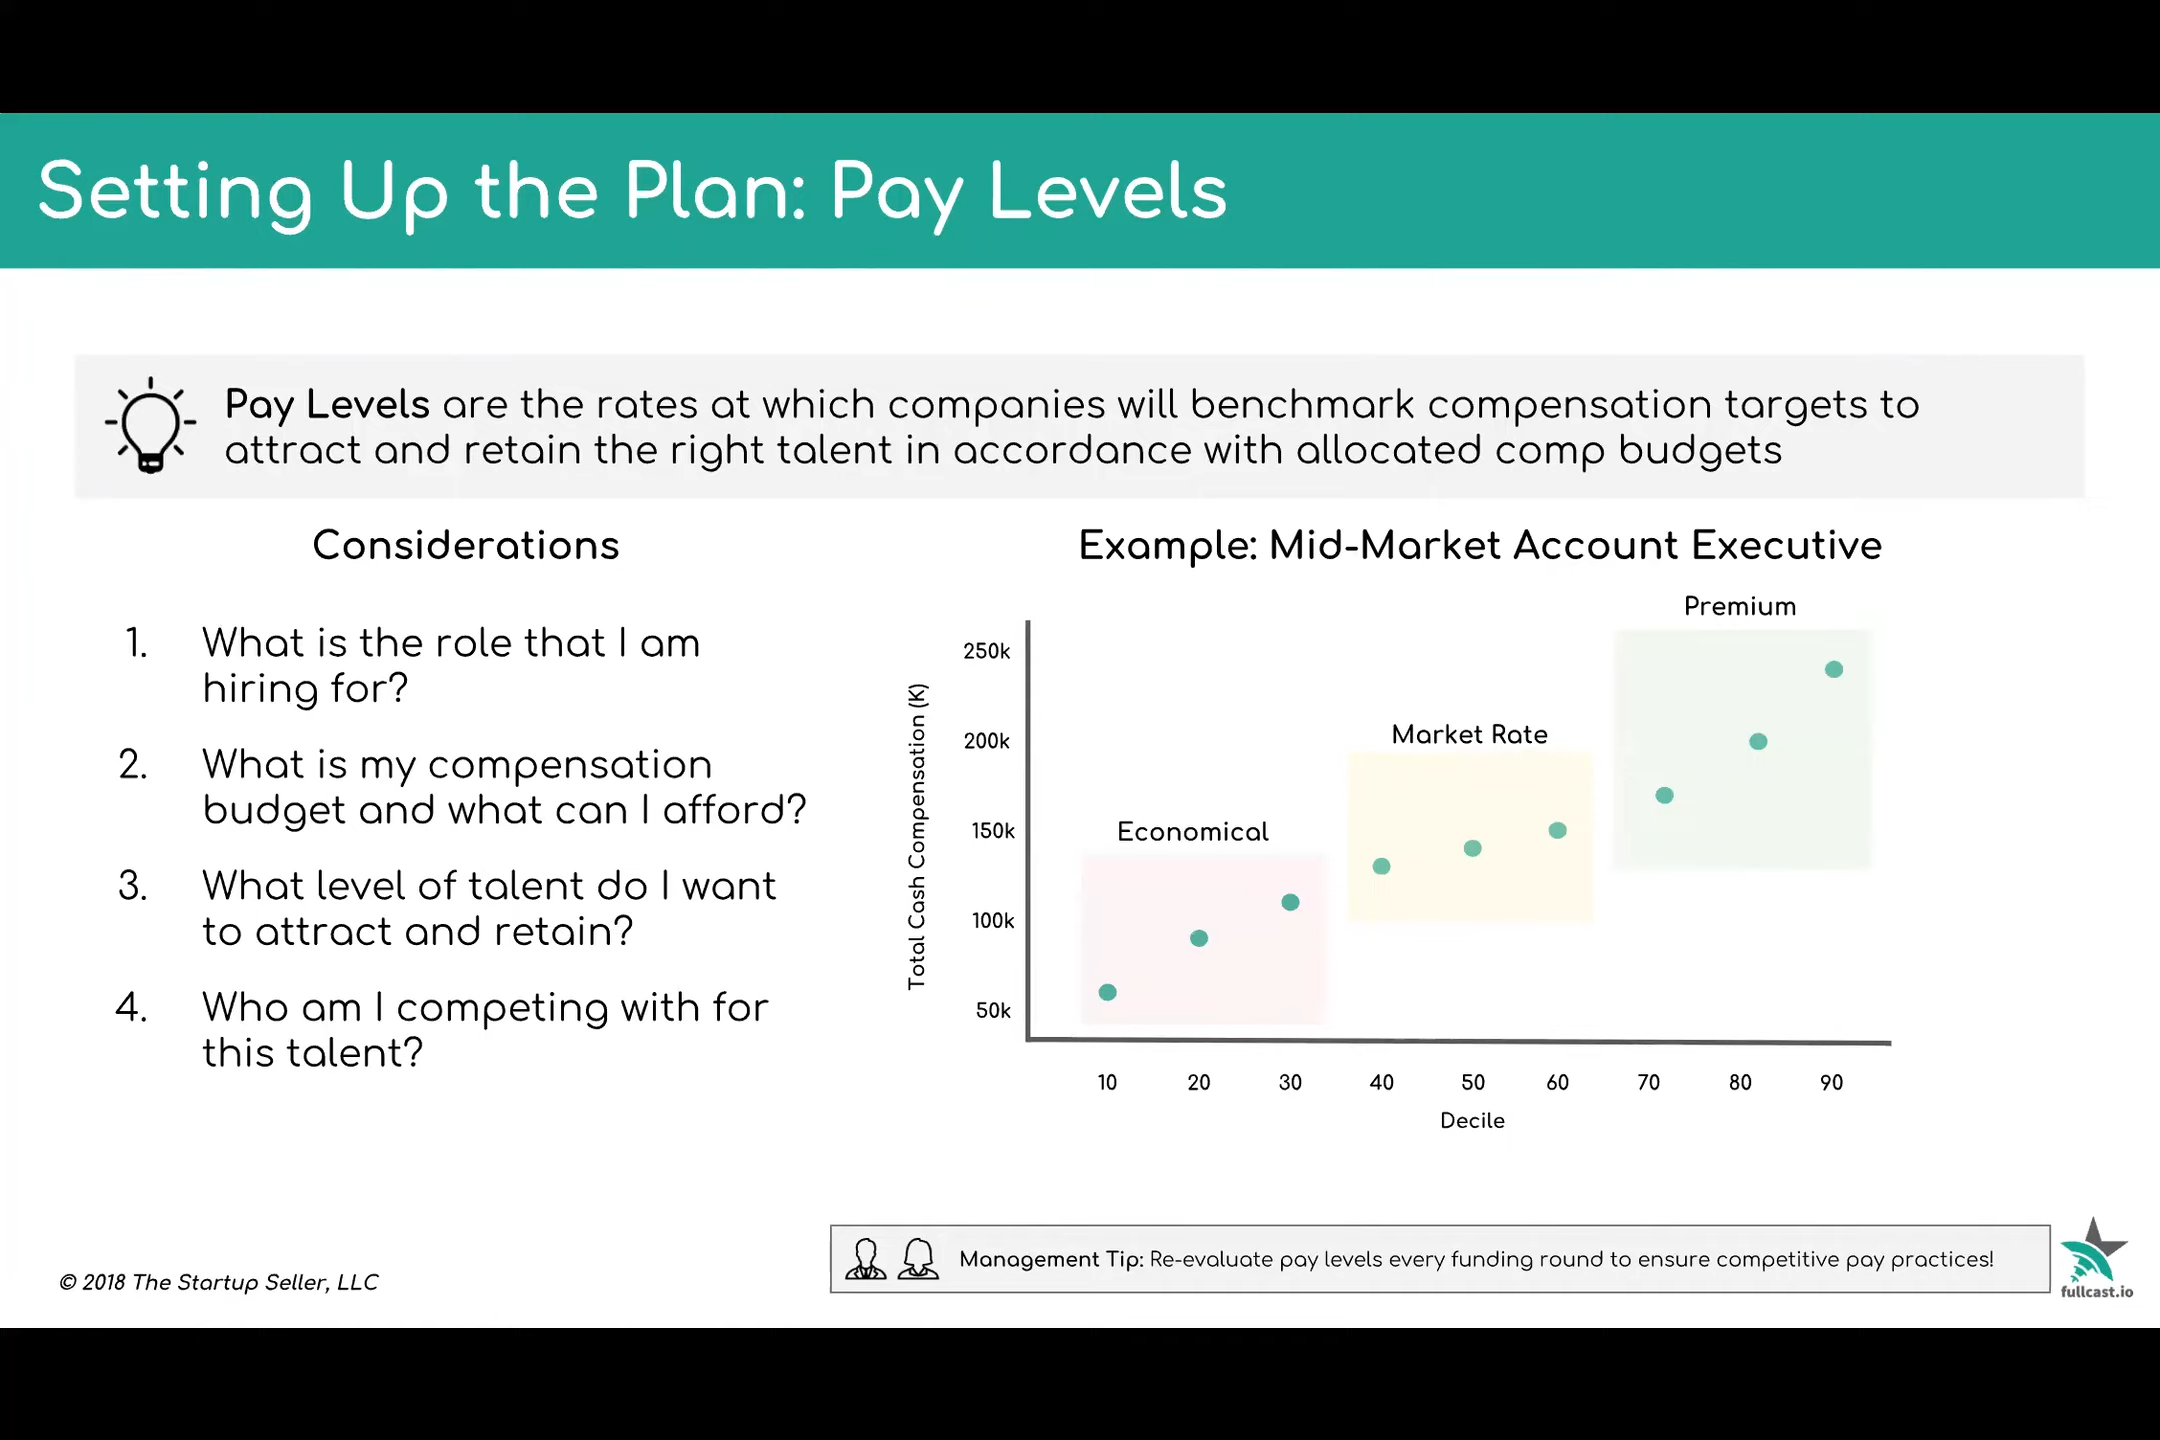 Setting Up the Plan: Pay Levels
Pay Levels are the rates at which companies will benchmark compensation targets to
attract and retain the right talent in accordance with allocated comp budgets
Considerations
1. What is the role that I am
hiring for?
2. What is my compensation
budget and what can I afford?
3. What level of talent do I want
to attract and retain?
4. Who am I competing with for
this talent?
Example: Mid-Market Account Executive
Premium
Market Rate
Economical
Total Cash Compensation (K)
250k
200k
150k
100k
50k
10 20 30 40 50 60 70 80 90
Decile
Management Tip: Re-evaluate pay levels every funding round to ensure competitive pay practices!
© 2018 The Startup Seller, LLC
fullcast.io